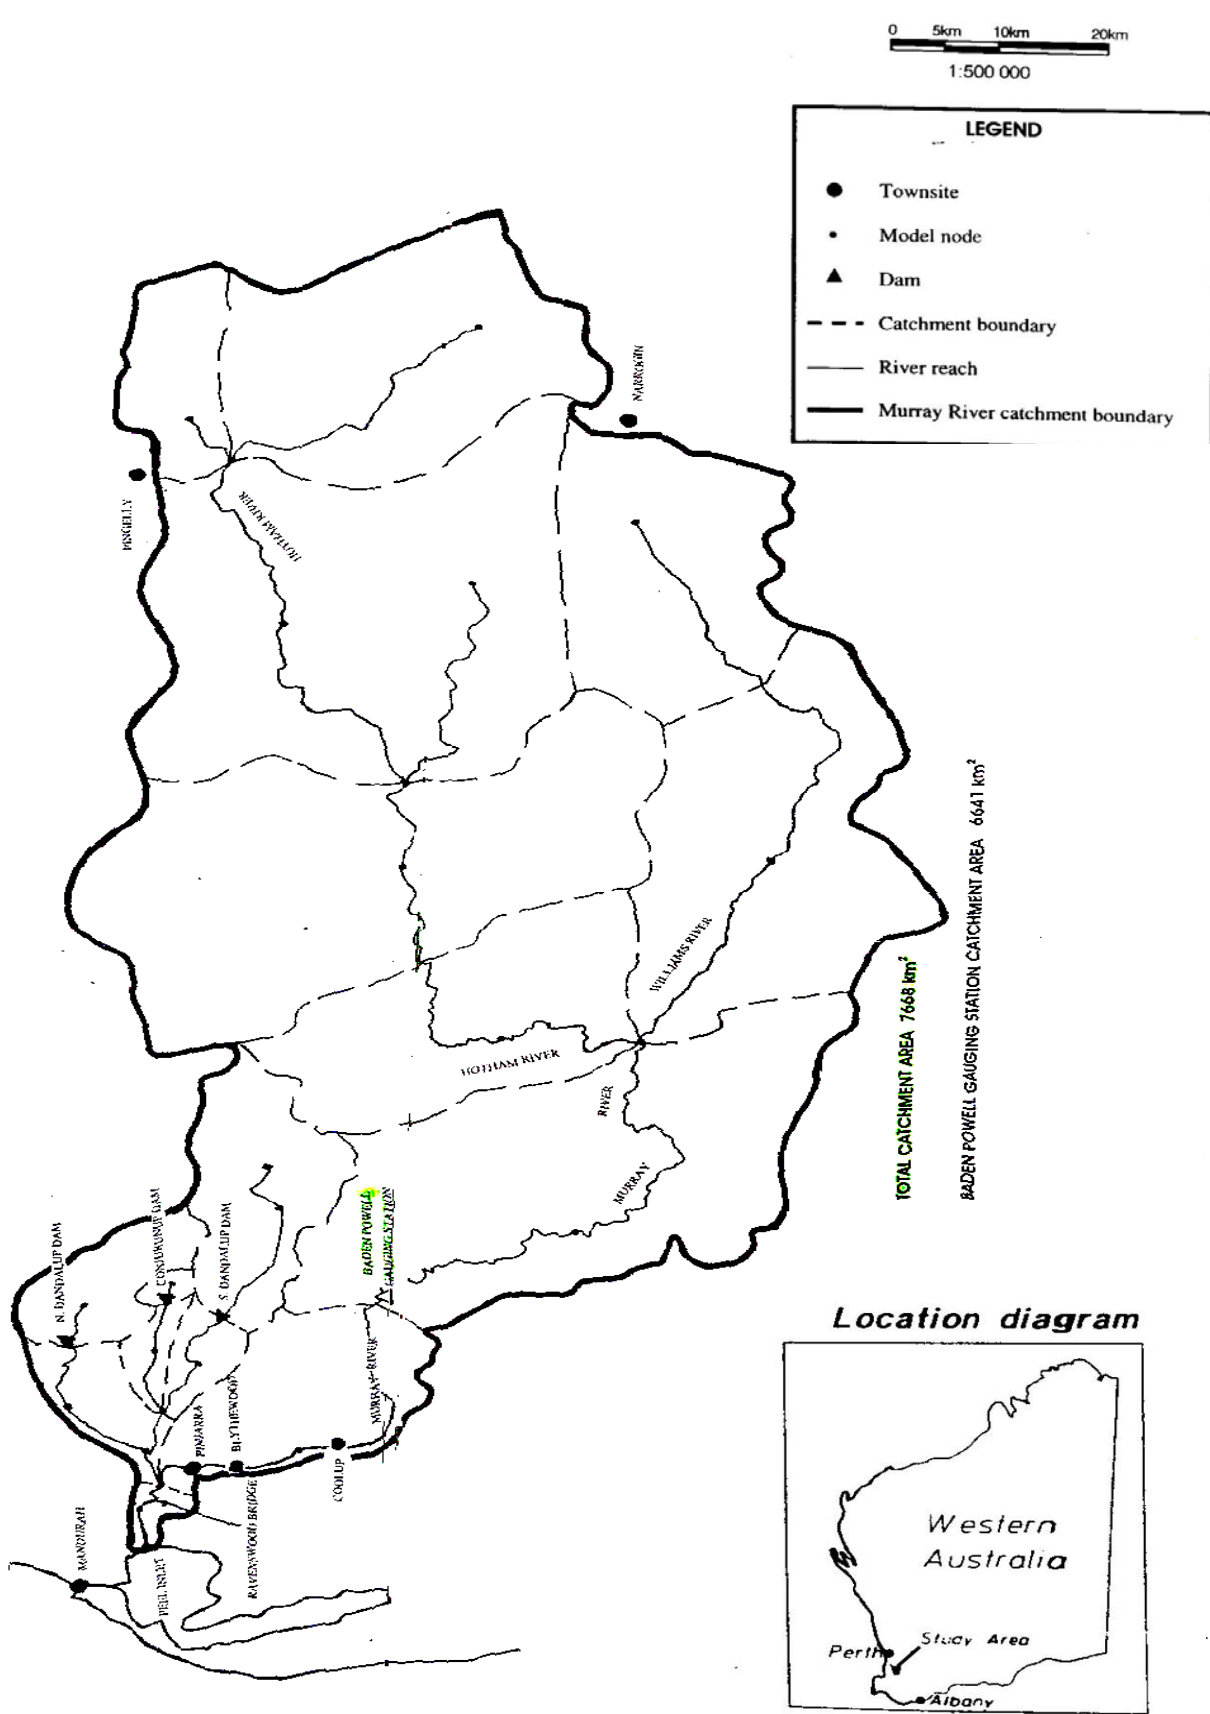 0 5km 10km 20km
1:500 000
LEGEND
Townsite
Model node
Dam
Catchment boundary
River reach
Murray River catchment boundary
NARROGIN
PINGELLY
HOTHAM RIVER
WILLIAMS RIVER
HOTHAM RIVER
RIVER
MURRAY
TOTAL CATCHMENT AREA 7668 km²
BADEN POWELL GAUGING STATION CATCHMENT AREA 6641 km²
N. DANDALUP DAM
CONJURUNUP DAM
S. DANDALUP DAM
BADEN POWELL
GAUGING STATION
MURRAY RIVER
PINJARRA
BLYTHEWOOD
COOLUP
RAVENSWOOD BRIDGE
MANDURAH
PEEL INLET
Location diagram
Western
Australia
Perth
Study Area
Albany